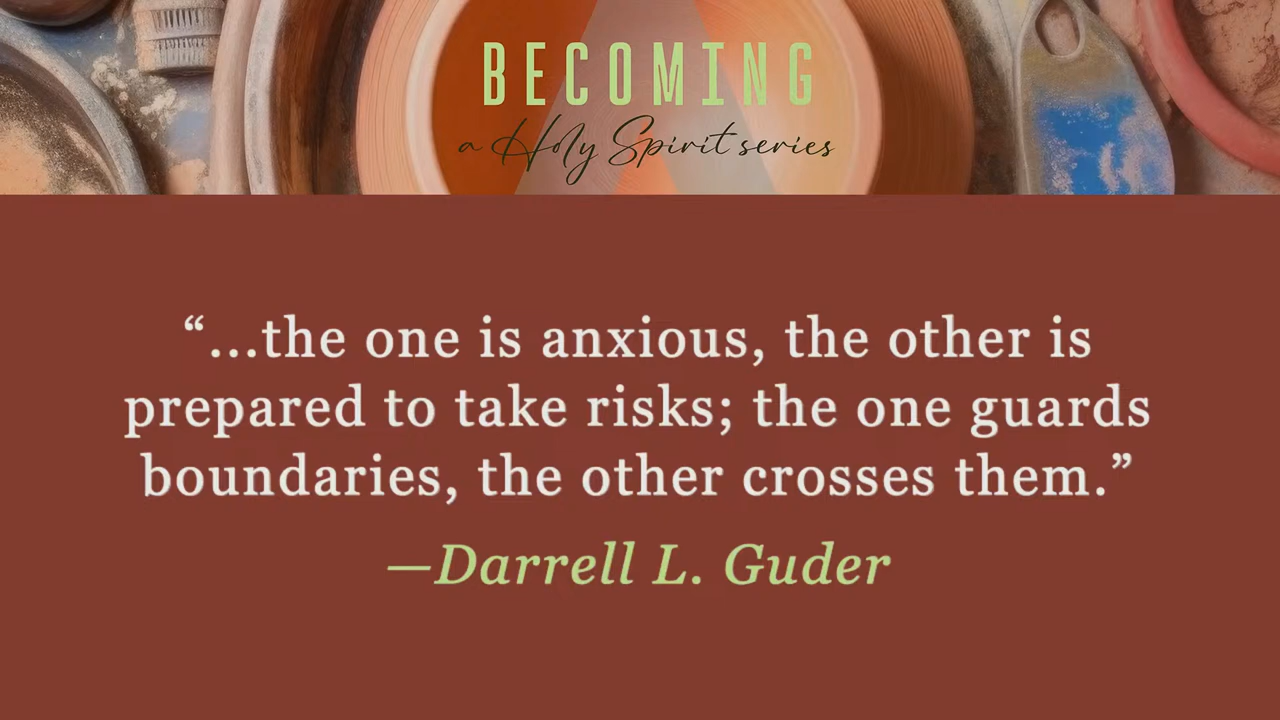 BECOMING
a Holy Spirit series
“...the one is anxious, the other is
prepared to take risks; the one guards
boundaries, the other crosses them.”
—Darrell L. Guder